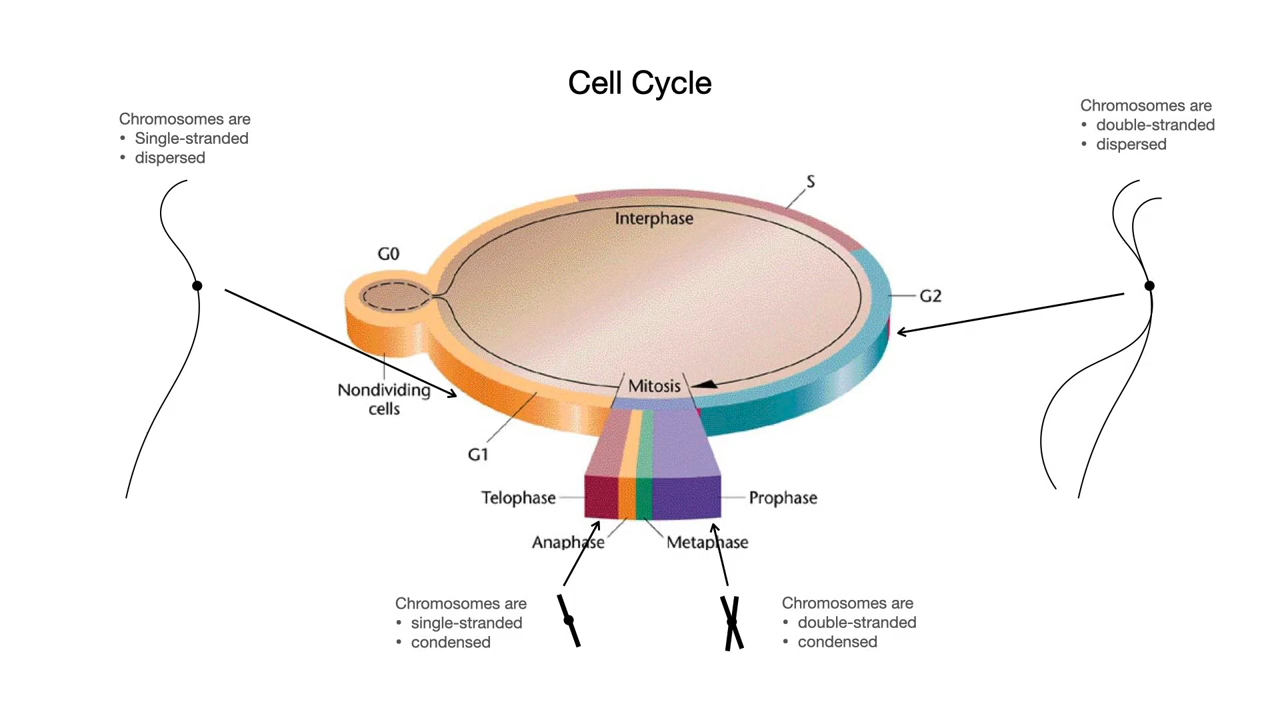 Cell Cycle
Chromosomes are
• Single-stranded
• dispersed
Chromosomes are
• double-stranded
• dispersed
S
Interphase
G0
G2
Mitosis
Nondividing
cells
G1
Telophase
Prophase
Anaphase
Metaphase
Chromosomes are
• single-stranded
• condensed
Chromosomes are
• double-stranded
• condensed